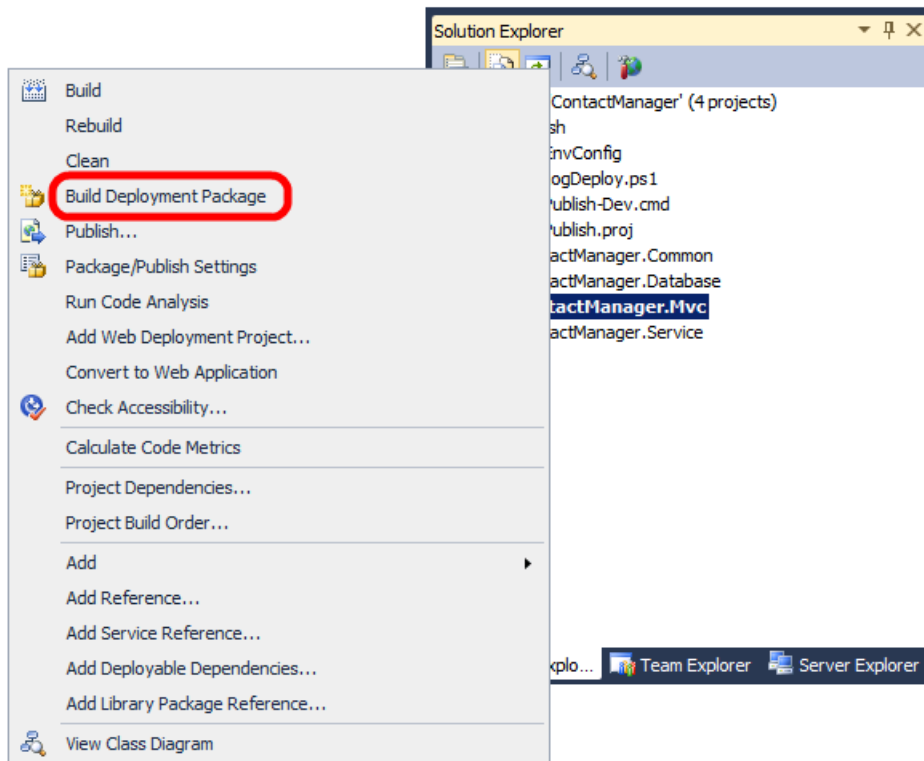 Solution Explorer
Build
Rebuild
Clean
Build Deployment Package
Publish...
Package/Publish Settings
Run Code Analysis
Add Web Deployment Project...
Convert to Web Application
Check Accessibility...
Calculate Code Metrics
Project Dependencies...
Project Build Order...
Add
Add Reference...
Add Service Reference...
Add Deployable Dependencies...
Add Library Package Reference...
View Class Diagram
ContactManager' (4 projects)
sh
EnvConfig
ogDeploy.ps1
Publish-Dev.cmd
Publish.proj
actManager.Common
actManager.Database
tactManager.Mvc
actManager.Service
xplo...
Team Explorer
Server Explorer